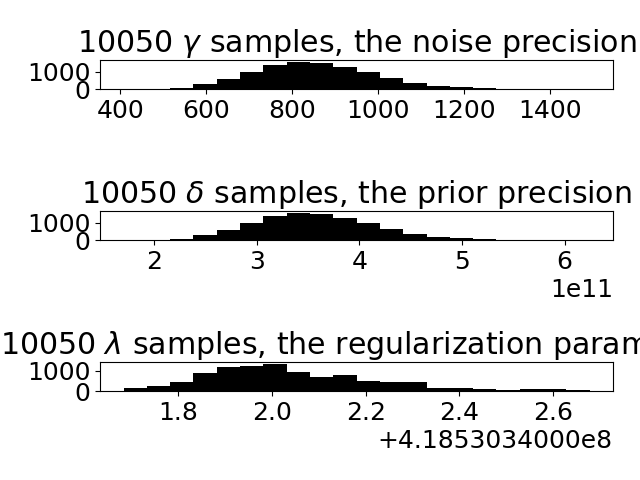 10050 γ samples, the noise precision
1000
0
400 600 800 1000 1200 1400
10050 δ samples, the prior precision
1000
0
2 3 4 5 6
1e11
10050 λ samples, the regularization param
1000
0
1.8 2.0 2.2 2.4 2.6
+4.1853034000e8